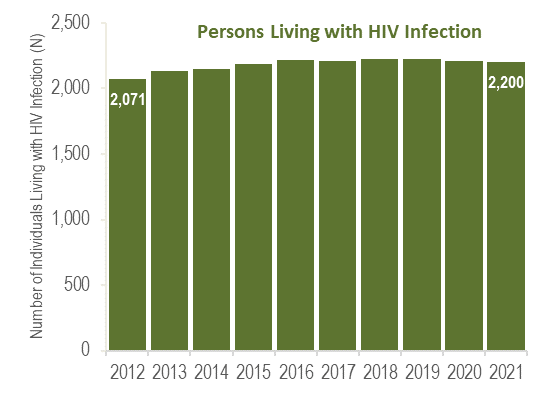 Persons Living with HIV Infection
Number of Individuals Living with HIV Infection (N)
2,500
2,000
1,500
1,000
500
0
2,071
2,200
2012 2013 2014 2015 2016 2017 2018 2019 2020 2021